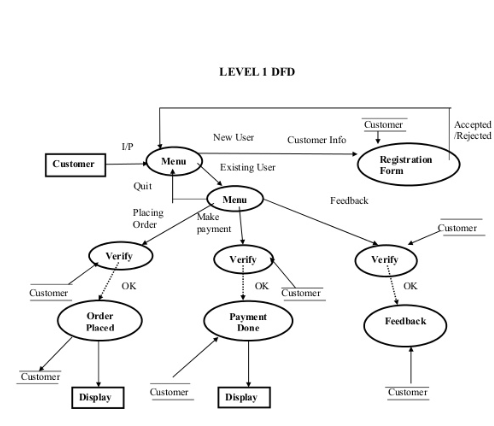 LEVEL 1 DFD
Customer
Accepted
/Rejected
New User
Customer Info
I/P
Customer
Menu
Registration
Form
Existing User
Quit
Menu
Feedback
Placing
Order
Make
payment
Customer
Verify
Verify
Verify
OK
OK
OK
Customer
Customer
Order
Placed
Payment
Done
Feedback
Customer
Customer
Customer
Display
Display